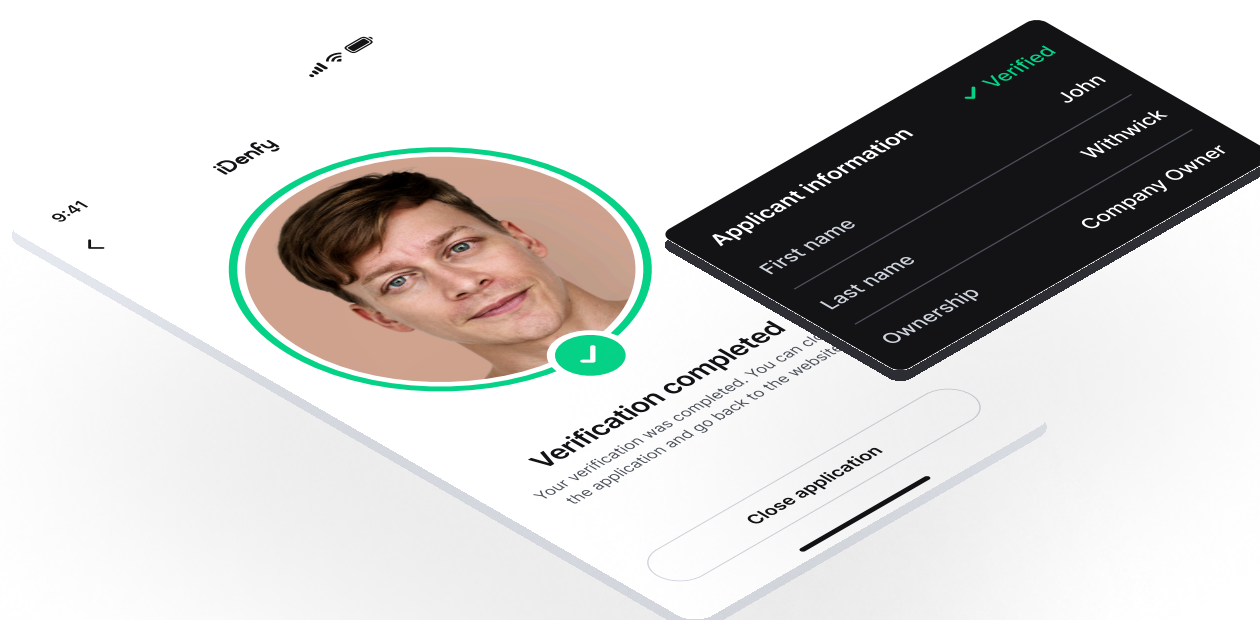 9:41
iDenfy
Verification completed
Your verification was completed. You can
the application and go back to the website
Close application
Verified
Applicant information
First name John
Last name Withwick
Ownership Company Owner